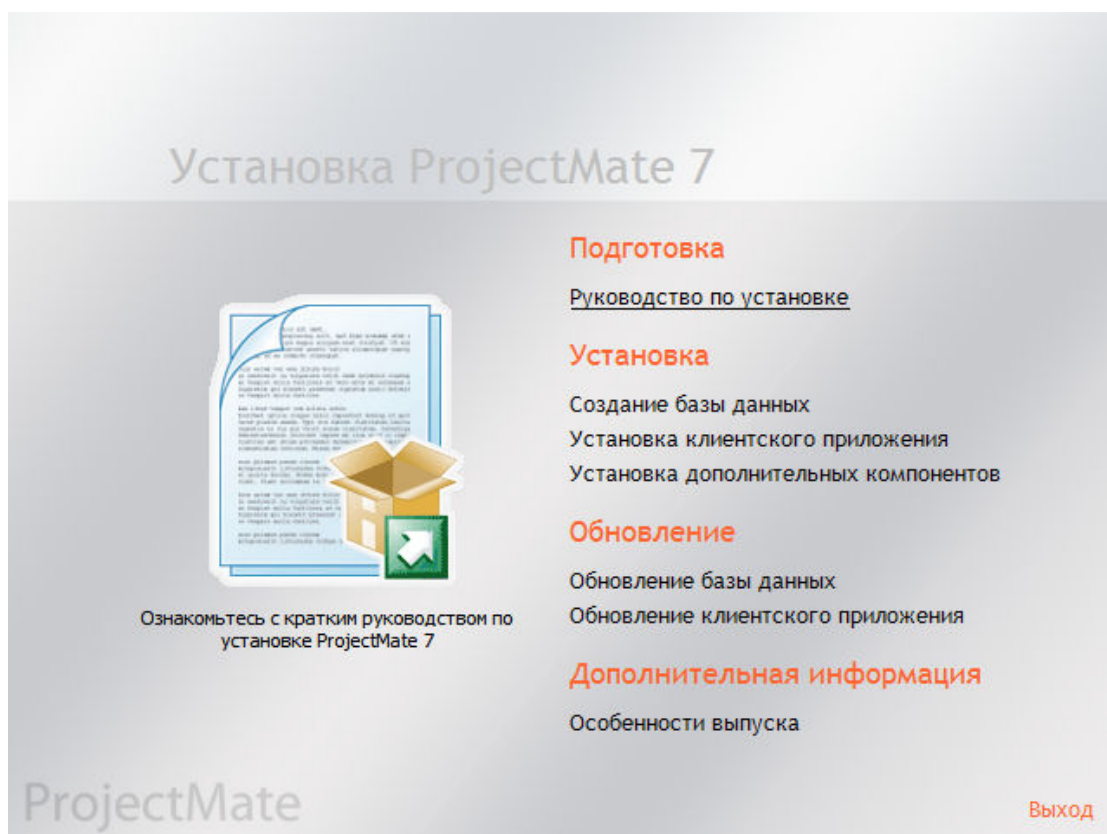 Установка ProjectMate 7
Подготовка
Руководство по установке
Установка
Создание базы данных
Установка клиентского приложения
Установка дополнительных компонентов
Обновление
Обновление базы данных
Обновление клиентского приложения
Дополнительная информация
Особенности выпуска
Ознакомьтесь с кратким руководством по
установке ProjectMate 7
ProjectMate
Выход